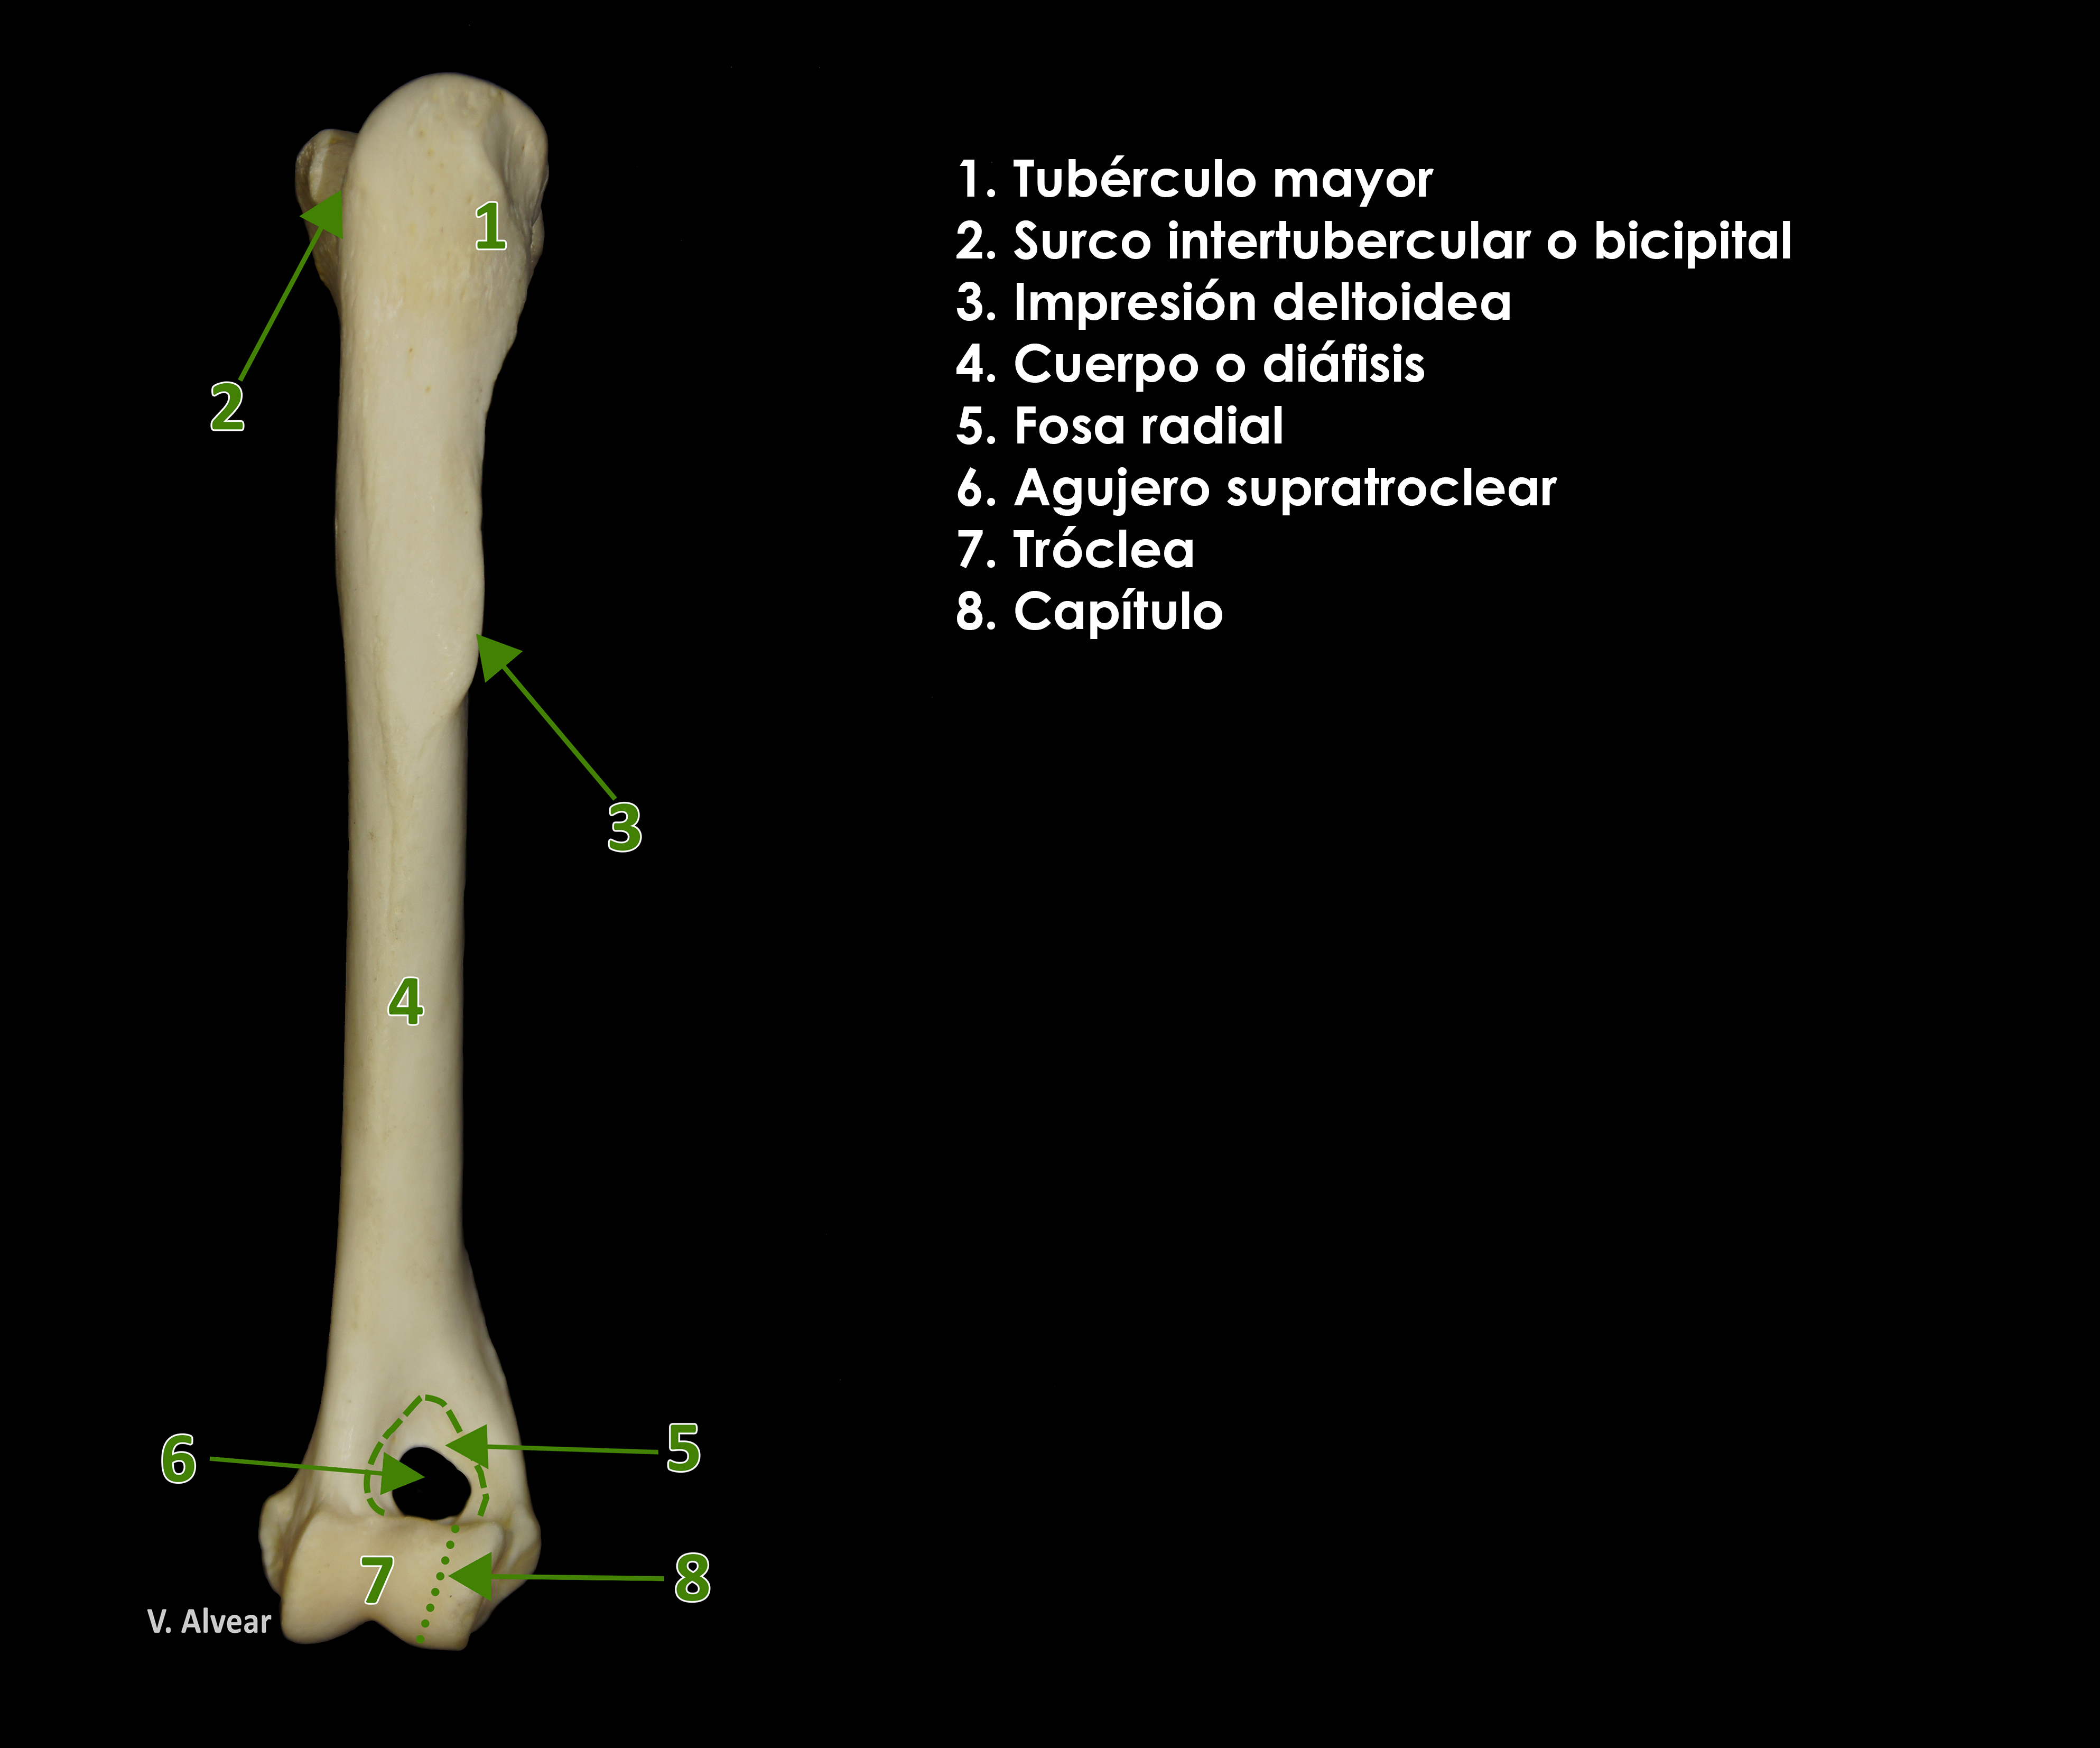 1. Tubérculo mayor
2. Surco intertubercular o bicipital
3. Impresión deltoidea
4. Cuerpo o diáfisis
5. Fosa radial
6. Agujero supratroclear
7. Tróclea
8. Capítulo
1
2
3
4
5
6
7
8
V. Alvear